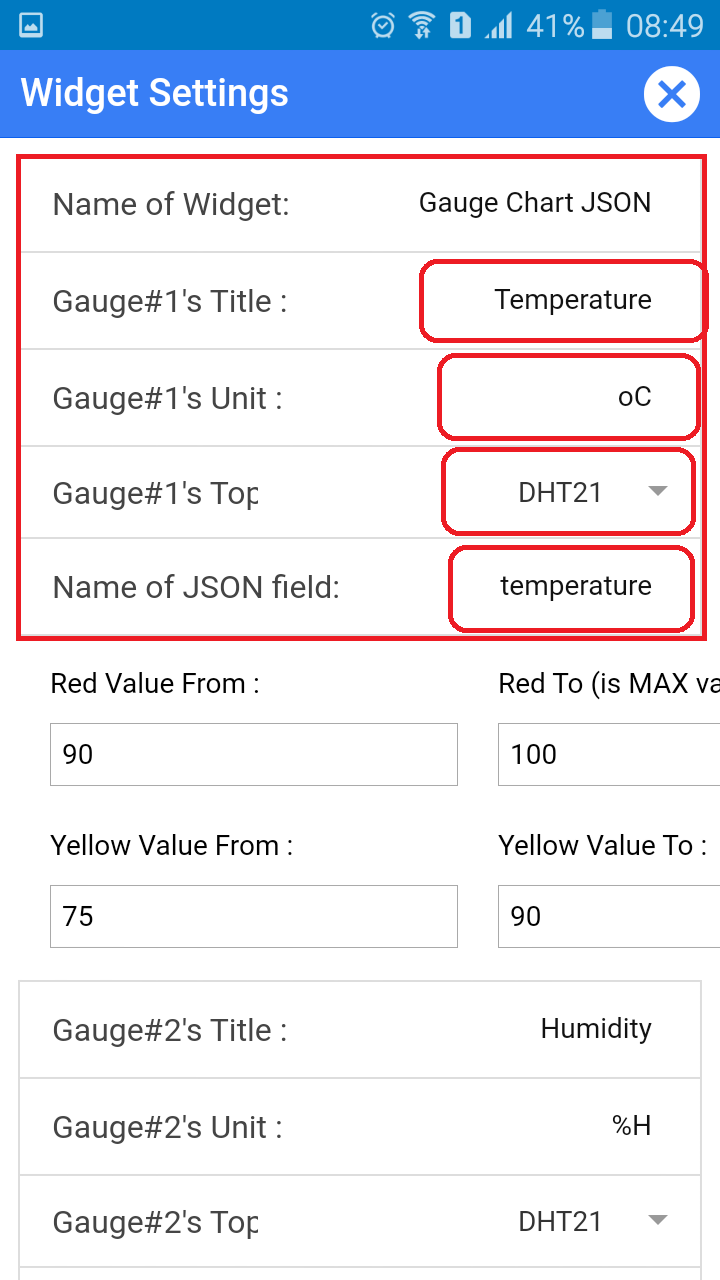 41% 08:49
Widget Settings
Name of Widget: Gauge Chart JSON
Gauge#1's Title : Temperature
Gauge#1's Unit : oC
Gauge#1's Top DHT21
Name of JSON field: temperature
Red Value From : Red To (is MAX va
90 100
Yellow Value From : Yellow Value To :
75 90
Gauge#2's Title : Humidity
Gauge#2's Unit : %H
Gauge#2's Top DHT21